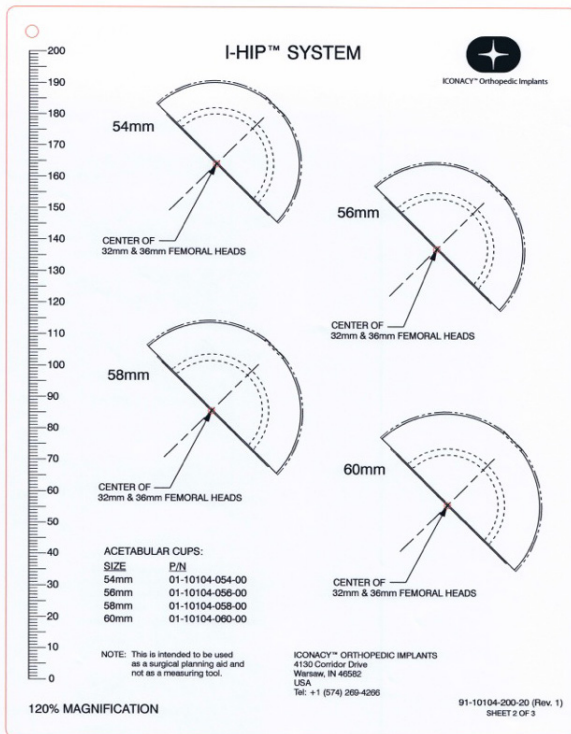 I-HIP™ SYSTEM
ICONACY™ Orthopedic Implants
200
190
180
170
160
150
140
130
120
110
100
90
80
70
60
50
40
30
20
10
0
54mm
CENTER OF
32mm & 36mm FEMORAL HEADS
56mm
CENTER OF
32mm & 36mm FEMORAL HEADS
58mm
CENTER OF
32mm & 36mm FEMORAL HEADS
60mm
CENTER OF
32mm & 36mm FEMORAL HEADS
ACETABULAR CUPS:
SIZE P/N
54mm 01-10104-054-00
56mm 01-10104-056-00
58mm 01-10104-058-00
60mm 01-10104-060-00
NOTE: This is intended to be used
as a surgical planning aid and
not as a measuring tool.
ICONACY™ ORTHOPEDIC IMPLANTS
4130 Corridor Drive
Warsaw, IN 46582
USA
Tel: +1 (574) 269-4266
120% MAGNIFICATION
91-10104-200-20 (Rev. 1)
SHEET 2 OF 3